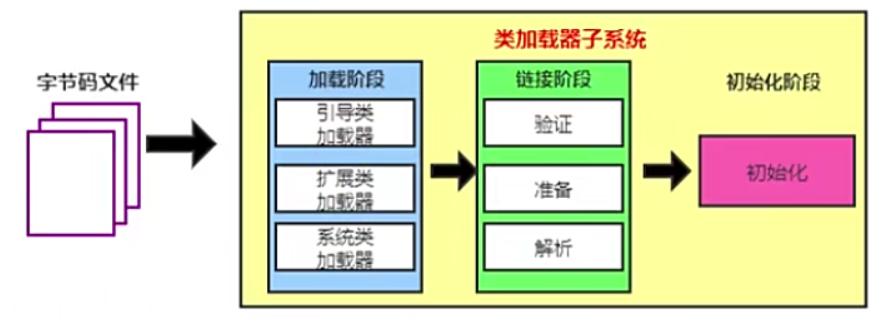 类加载器子系统
字节码文件
加载阶段
引导类
加载器
扩展类
加载器
系统类
加载器
链接阶段
验证
准备
解析
初始化阶段
初始化